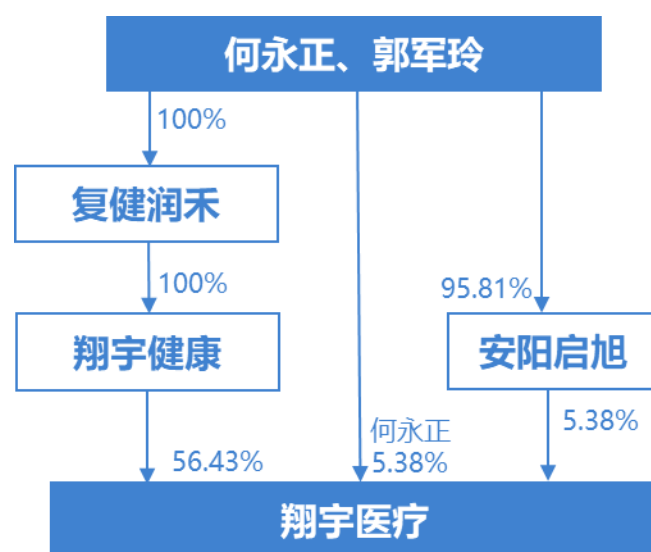 何永正、郭军玲
100%
复健润禾
100%
95.81%
翔宇健康
安阳启旭
56.43%
何永正
5.38%
5.38%
翔宇医疗